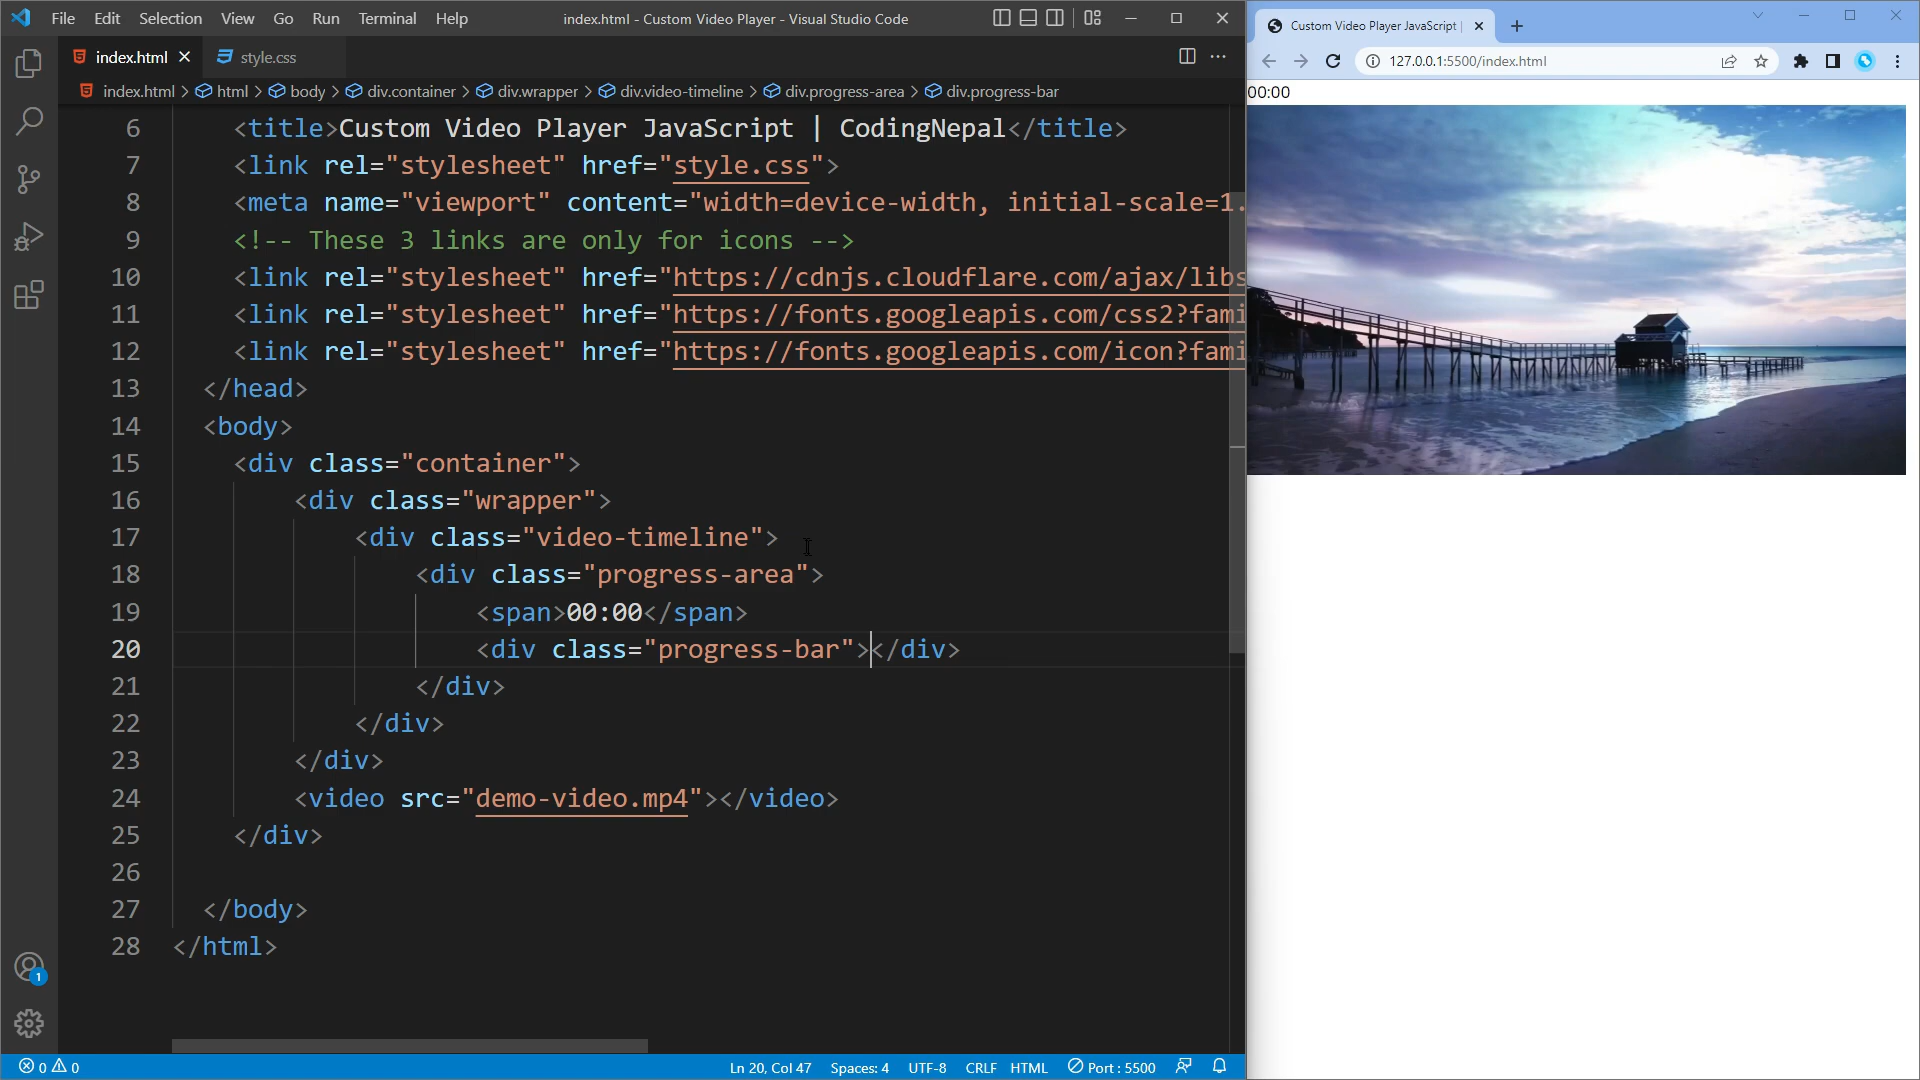 File Edit Selection View Go Run Terminal Help index.html - Custom Video Player - Visual Studio Code
index.html style.css
index.html > html > body > div.container > div.wrapper > div.video-timeline > div.progress-area > div.progress-bar
6 <title>Custom Video Player JavaScript | CodingNepal</title>
7 <link rel="stylesheet" href="style.css">
8 <meta name="viewport" content="width=device-width, initial-scale=1.
9 <!-- These 3 links are only for icons -->
10 <link rel="stylesheet" href="https://cdnjs.cloudflare.com/ajax/libs
11 <link rel="stylesheet" href="https://fonts.googleapis.com/css2?fami
12 <link rel="stylesheet" href="https://fonts.googleapis.com/icon?fami
13 </head>
14 <body>
15 <div class="container">
16 <div class="wrapper">
17 <div class="video-timeline">
18 <div class="progress-area">
19 <span>00:00</span>
20 <div class="progress-bar"></div>
21 </div>
22 </div>
23 </div>
24 <video src="demo-video.mp4"></video>
25 </div>
26
27 </body>
28 </html>
1
0 0 Ln 20, Col 47 Spaces: 4 UTF-8 CRLF HTML Port : 5500
Custom Video Player JavaScript |
127.0.0.1:5500/index.html
00:00